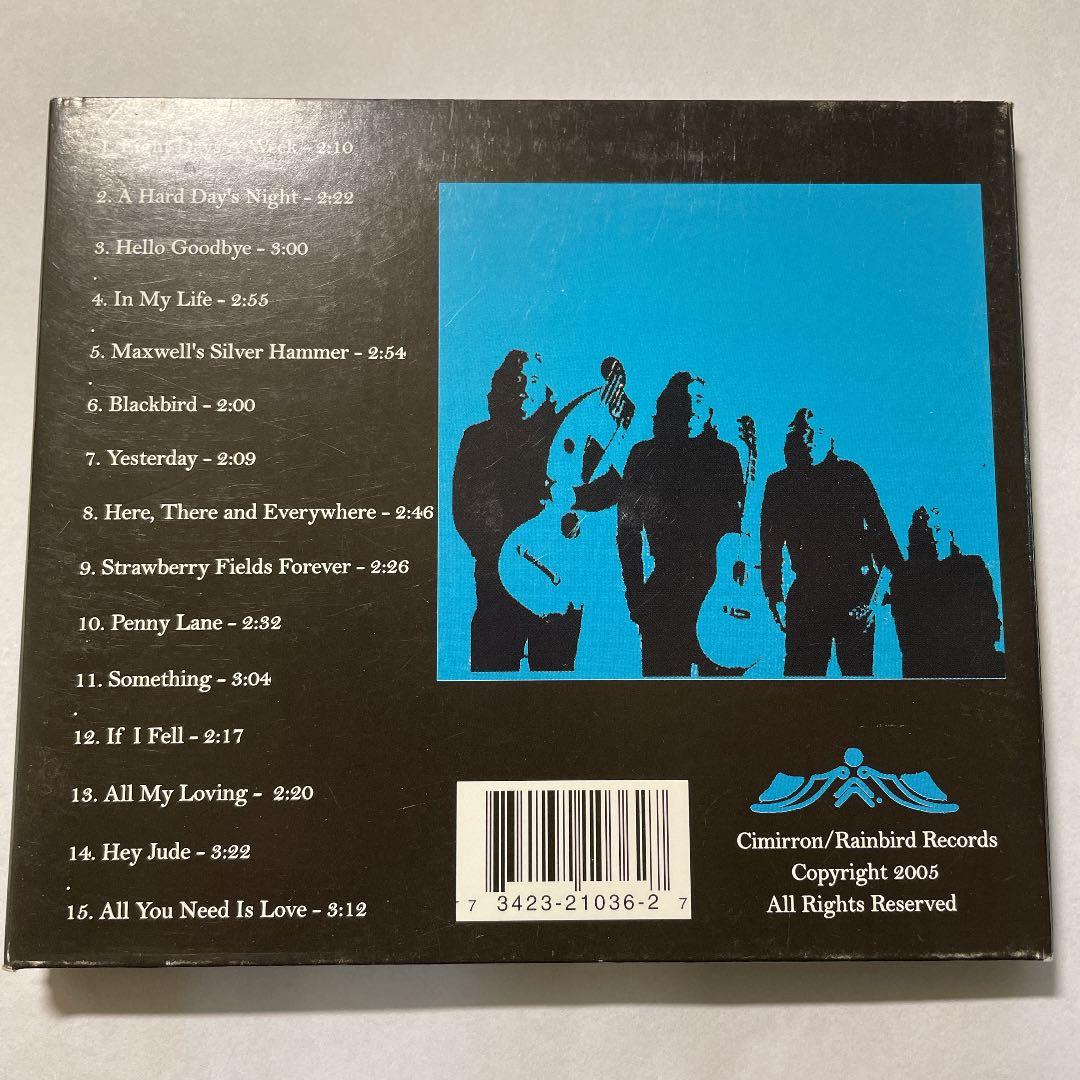 1. Eight Days A Week - 2:10
2. A Hard Day's Night - 2:22
3. Hello Goodbye - 3:00
.
4. In My Life - 2:55
.
5. Maxwell's Silver Hammer - 2:54
.
6. Blackbird - 2:00
7. Yesterday - 2:09
8. Here, There and Everywhere - 2:46
9. Strawberry Fields Forever - 2:26
10. Penny Lane - 2:32
11. Something - 3:04
.
12. If I Fell - 2:17
13. All My Loving - 2:20
14. Hey Jude - 3:22
.
15. All You Need Is Love - 3:12
7 3423-21036-2 7
Cimirron/Rainbird Records
Copyright 2005
All Rights Reserved